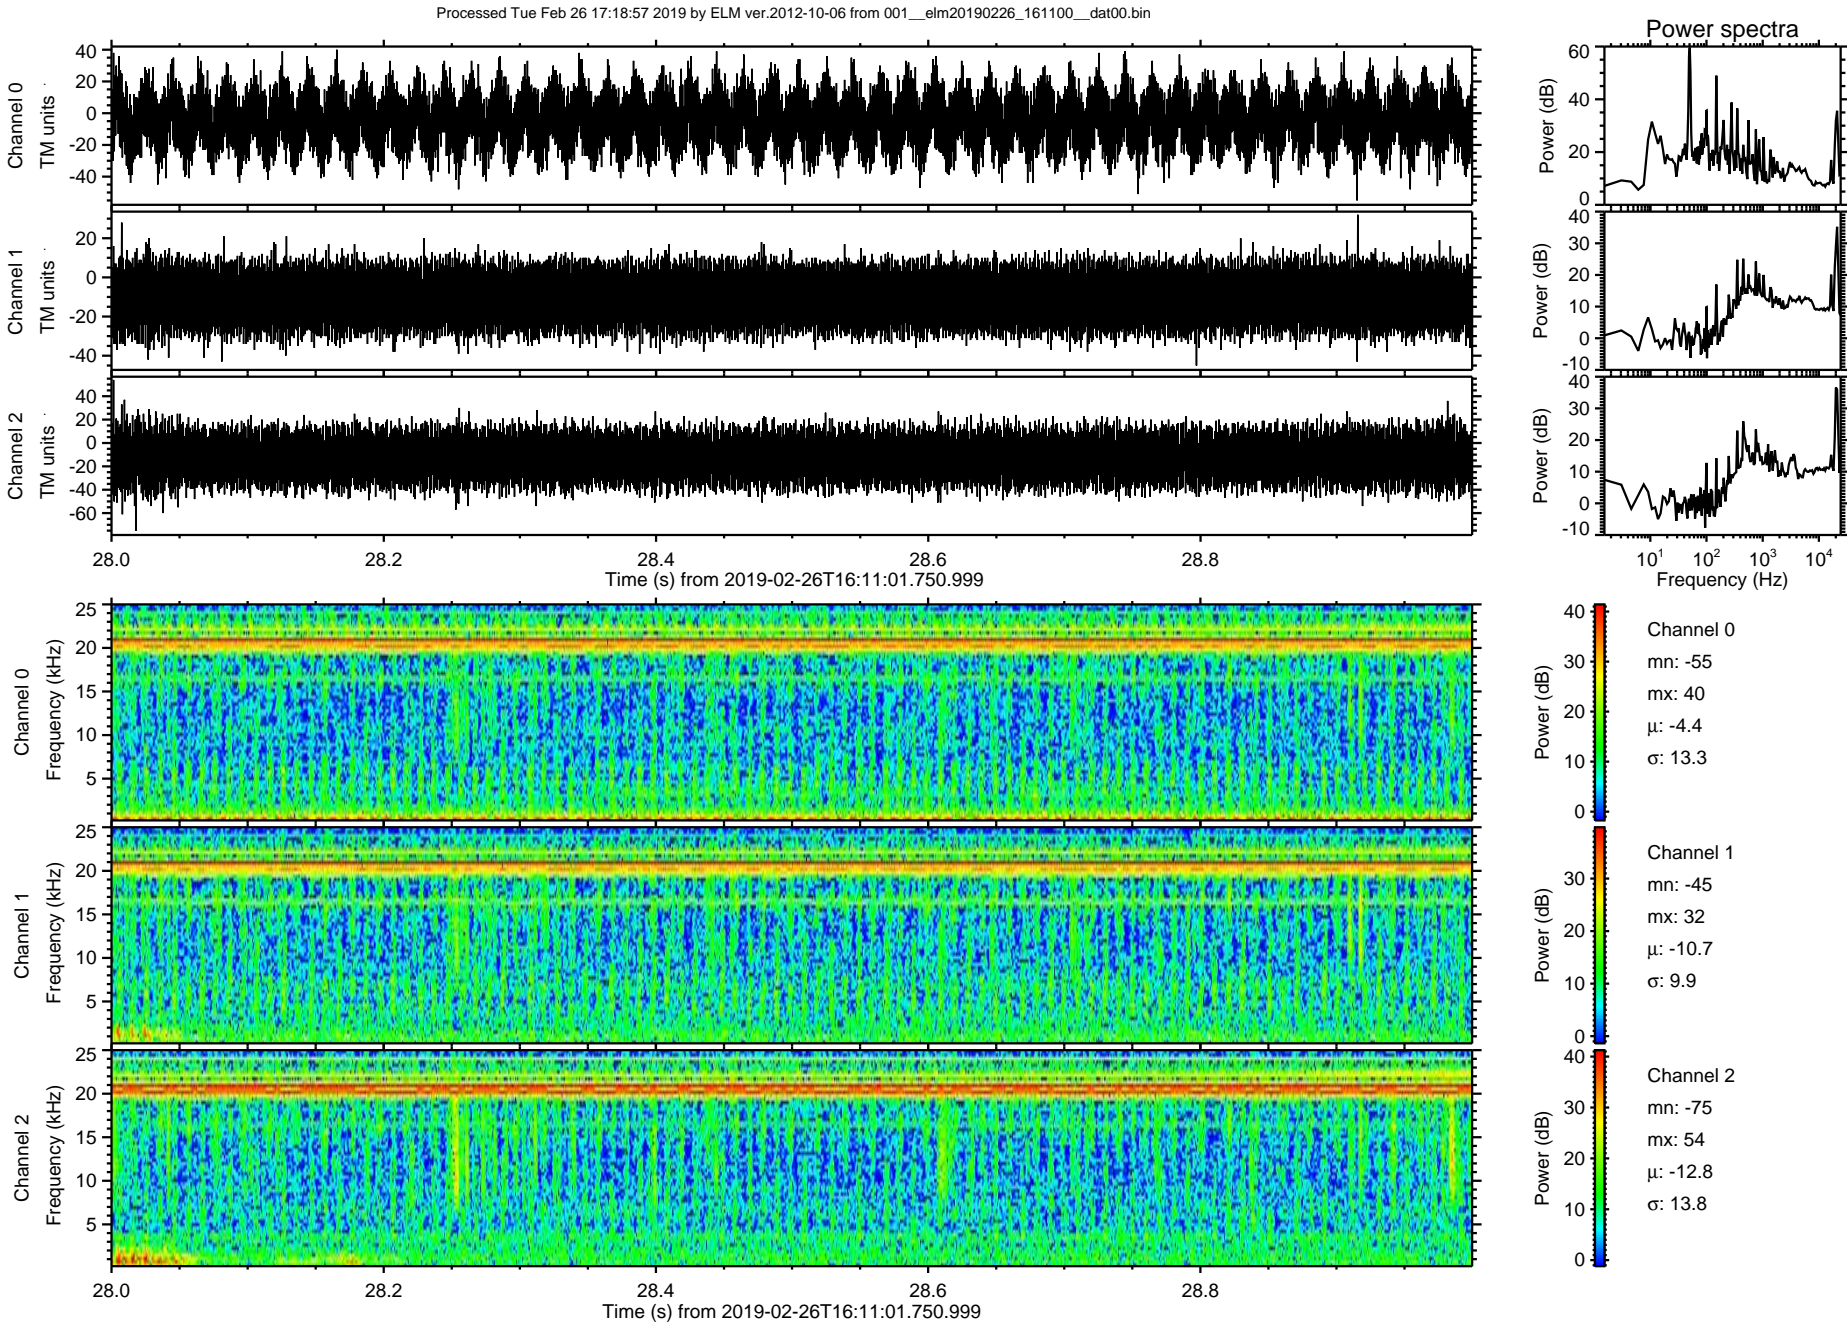 Processed Tue Feb 26 17:18:57 2019 by ELM ver.2012-10-06 from 001__elm20190226_161100__dat00.bin
Power spectra
Channel 0
TM units
40
20
0
-20
-40
Power (dB)
60
40
20
0
Channel 1
TM units
20
0
-20
-40
Power (dB)
40
30
20
10
0
-10
Channel 2
TM units
40
20
0
-20
-40
-60
Power (dB)
40
30
20
10
0
-10
28.0 28.2 28.4 28.6 28.8
Time (s) from 2019-02-26T16:11:01.750.999
10¹ 10² 10³ 10⁴
Frequency (Hz)
Channel 0
Frequency (kHz)
25
20
15
10
5
Power (dB)
40
30
20
10
0
Channel 0
mn: -55
mx: 40
μ: -4.4
σ: 13.3
Channel 1
Frequency (kHz)
25
20
15
10
5
Power (dB)
30
20
10
0
Channel 1
mn: -45
mx: 32
μ: -10.7
σ: 9.9
Channel 2
Frequency (kHz)
25
20
15
10
5
Power (dB)
40
30
20
10
0
Channel 2
mn: -75
mx: 54
μ: -12.8
σ: 13.8
28.0 28.2 28.4 28.6 28.8
Time (s) from 2019-02-26T16:11:01.750.999